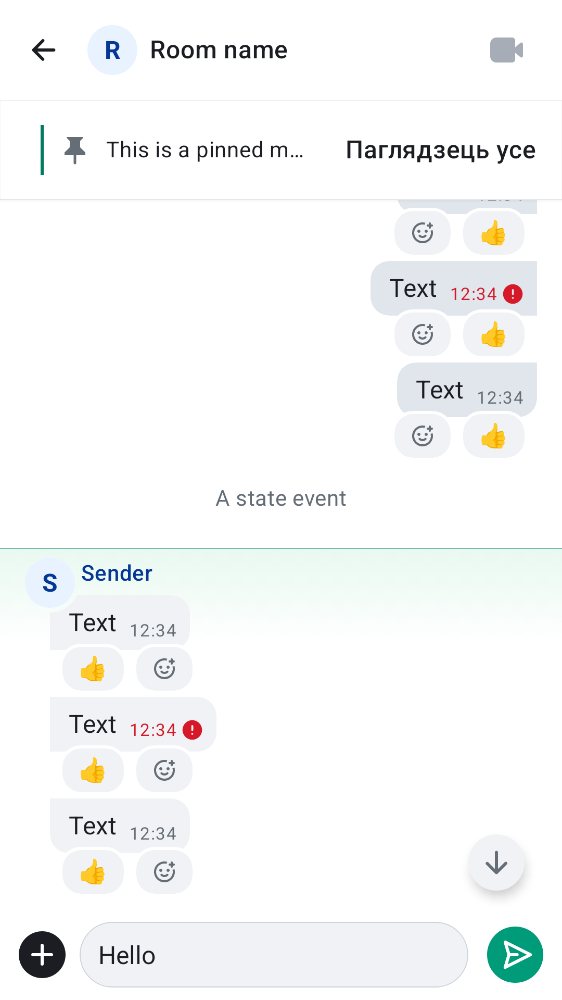 R Room name
This is a pinned m... Паглядзець усе
Text 12:34
Text 12:34
A state event
S Sender
Text 12:34
Text 12:34
Text 12:34
Hello